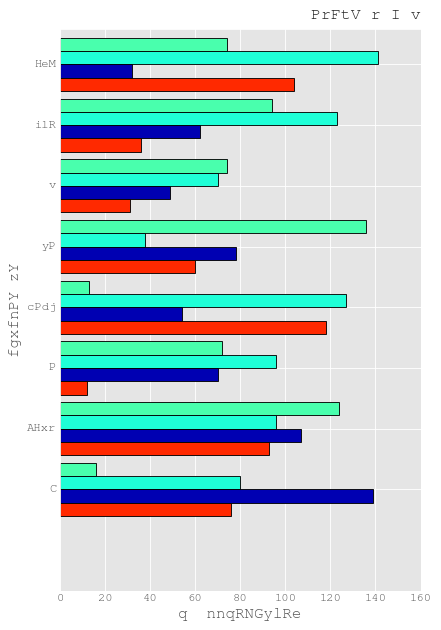 PrFtV r I v
HeM
ilR
v
yP
cPdj
P
AHxr
C
fgxfnPY zY
0 20 40 60 80 100 120 140 160
q nnqRNGylRe